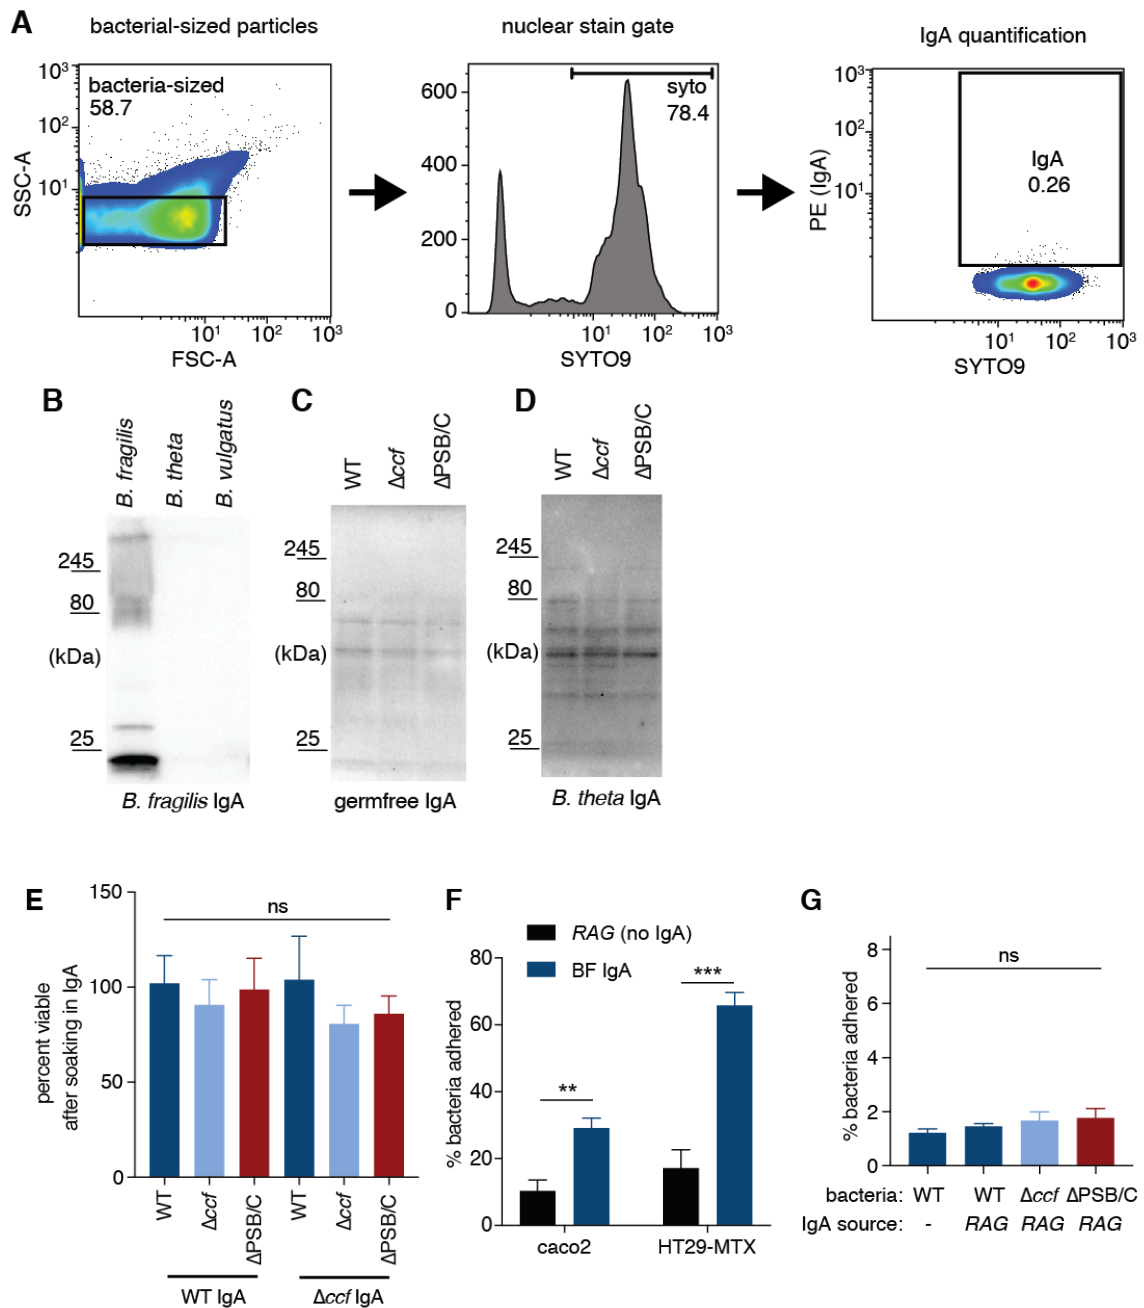 A
bacterial-sized particles
nuclear stain gate
IgA quantification
10³
10²
10¹
SSC-A
bacteria-sized
58.7
10¹ 10² 10³
FSC-A
600
400
200
0
syto
78.4
10¹ 10² 10³
SYTO9
10³
10²
10¹
PE (IgA)
IgA
0.26
10¹ 10² 10³
SYTO9
B
B. fragilis
B. theta
B. vulgatus
245
80
(kDa)
25
B. fragilis IgA
C
WT
Δccf
ΔPSB/C
245
80
(kDa)
25
germfree IgA
D
WT
Δccf
ΔPSB/C
245
80
(kDa)
25
B. theta IgA
E
percent viable
after soaking in IgA
150
100
50
0
ns
WT Δccf ΔPSB/C WT Δccf ΔPSB/C
WT IgA Δccf IgA
F
RAG (no IgA)
BF IgA
% bacteria adhered
80
60
40
20
0
**
***
caco2 HT29-MTX
G
% bacteria adhered
8
6
4
2
0
ns
bacteria: WT WT Δccf ΔPSB/C
IgA source: - RAG RAG RAG